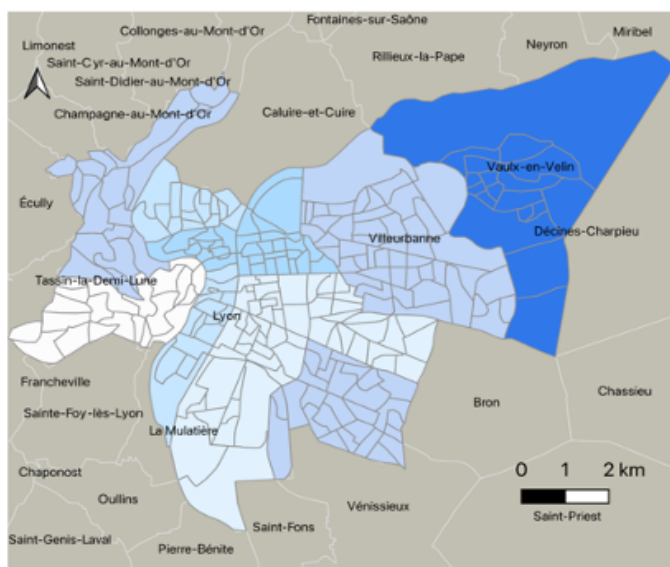 Fontaines-sur-Saône
Collonges-au-Mont-d'Or
Miribel
Limonest
Neyron
Rillieux-la-Pape
Saint-Cyr-au-Mont-d'Or
Saint-Didier-au-Mont-d'Or
Champagne-au-Mont-d'Or
Caluire-et-Cuire
Vaulx-en-Velin
Écully
Décines-Charpieu
Villeurbanne
Tassin-la-Demi-Lune
Lyon
Francheville
Chassieu
Bron
Sainte-Foy-lès-Lyon
La Mulatière
Chaponost
0 1 2 km
Oullins
Vénissieux
Saint-Priest
Saint-Fons
Saint-Genis-Laval
Pierre-Bénite